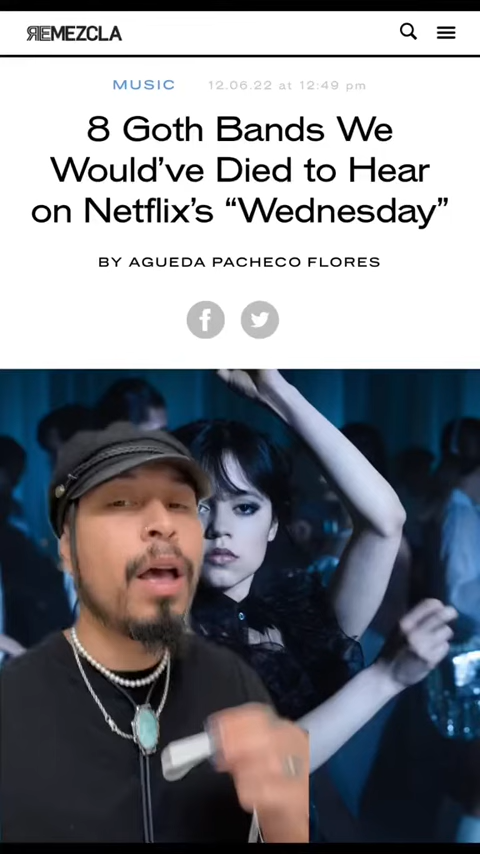 REMEZCLA
MUSIC 12.06.22 at 12:49 pm
8 Goth Bands We
Would’ve Died to Hear
on Netflix’s “Wednesday”
BY AGUEDA PACHECO FLORES